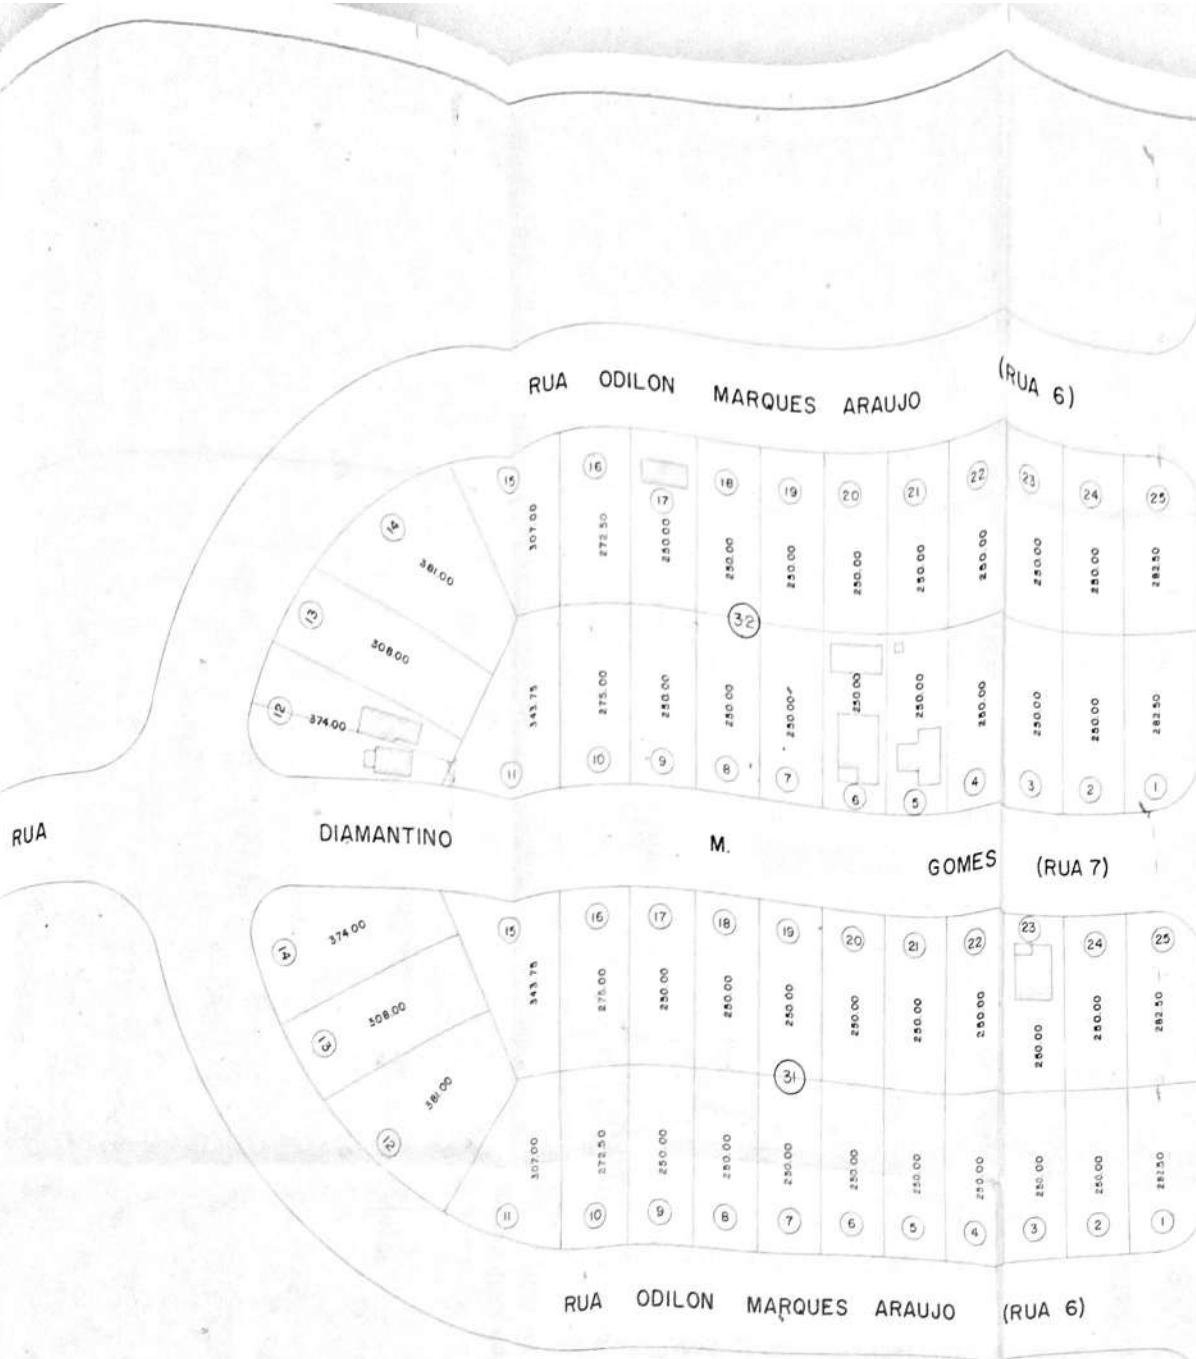 RUA ODILON MARQUES ARAUJO (RUA 6)
15 16 17 18 19 20 21 22 23 24 25
307.00 272.50 250.00 250.00 250.00 250.00 250.00 250.00 250.00 250.00 282.50
14
381.00
13
308.00
12
374.00
32
343.75 275.00 250.00 250.00 250.00 250.00 250.00 250.00 250.00 250.00 282.50
11 10 9 8 7 6 5 4 3 2 1
RUA DIAMANTINO M. GOMES (RUA 7)
14
374.00
13
308.00
12
381.00
15 16 17 18 19 20 21 22 23 24 25
343.75 275.00 250.00 250.00 250.00 250.00 250.00 250.00 250.00 250.00 282.50
31
307.00 272.50 250.00 250.00 250.00 250.00 250.00 250.00 250.00 250.00 282.50
11 10 9 8 7 6 5 4 3 2 1
RUA ODILON MARQUES ARAUJO (RUA 6)